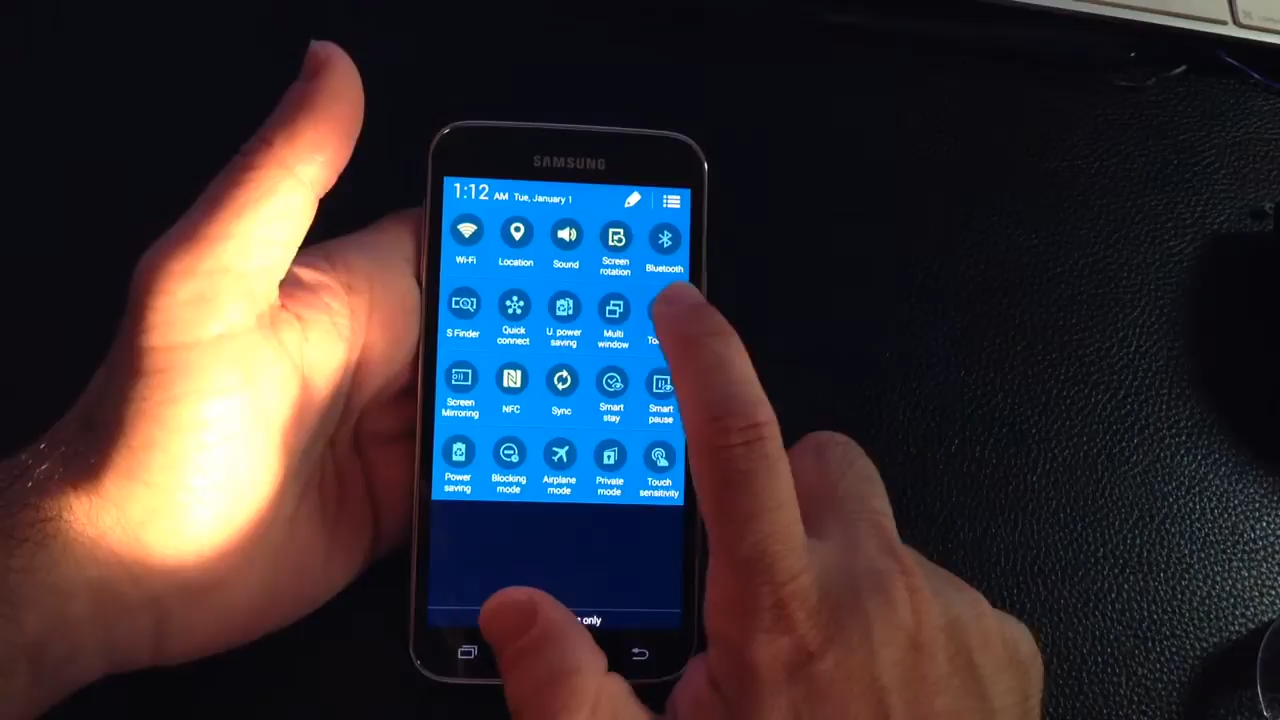 SAMSUNG
1:12 AM Tue, January 1
Wi-Fi Location Sound Screen rotation Bluetooth
S Finder Quick connect U. power saving Multi window
Screen Mirroring NFC Sync Smart stay Smart pause
Power saving Blocking mode Airplane mode Private mode Touch sensitivity
only